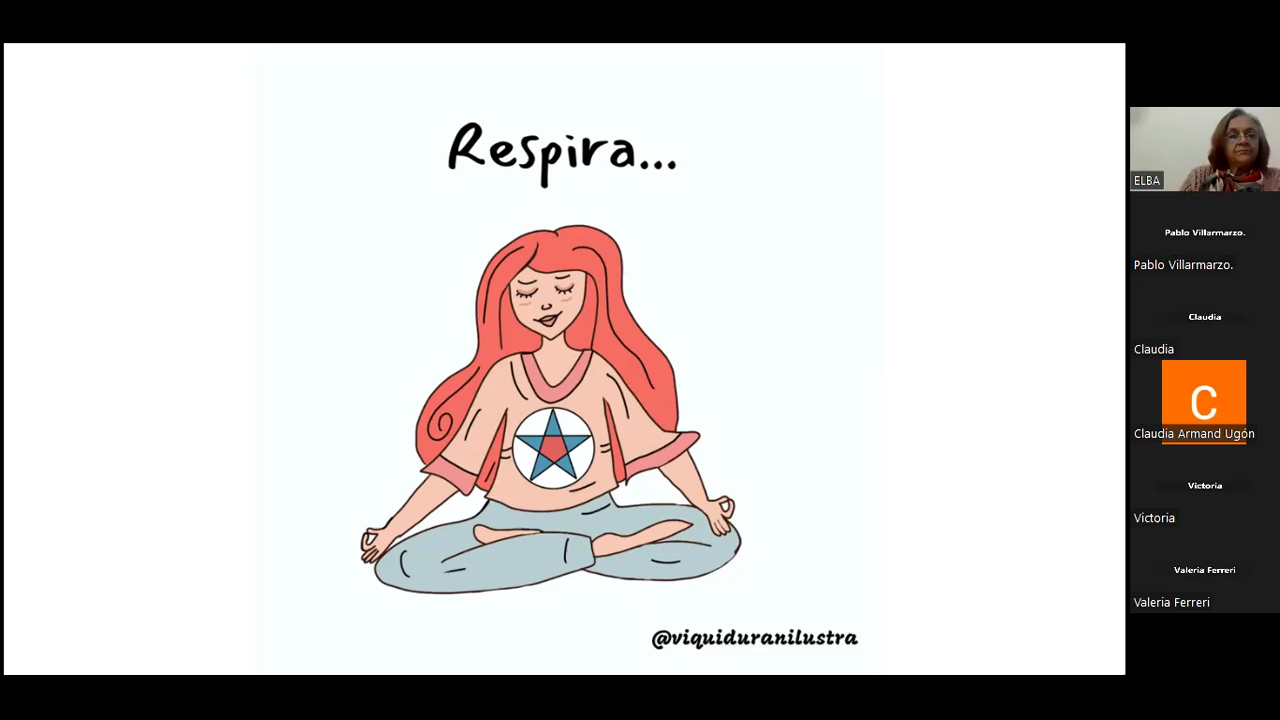 Respira...
@viquiduranilustra
ELBA
Pablo Villarmarzo.
Pablo Villarmarzo.
Claudia
Claudia
C
Claudia Armand Ugón
Victoria
Victoria
Valeria Ferreri
Valeria Ferreri